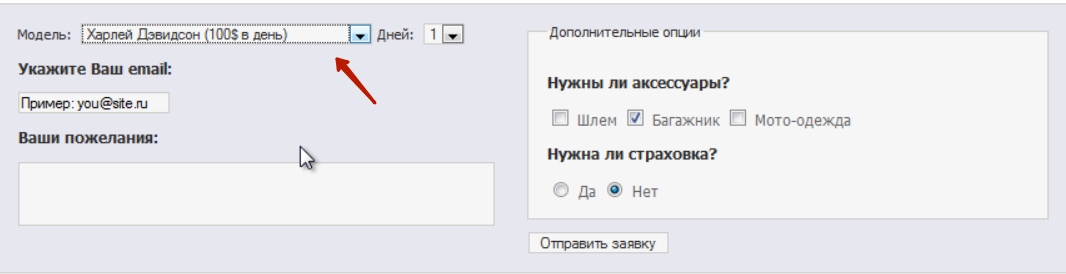 Модель: Харлей Дэвидсон (100$ в день) Дней: 1
Укажите Ваш email:
Пример: you@site.ru
Ваши пожелания:
Дополнительные опции
Нужны ли аксессуары?
Шлем Багажник Мото-одежда
Нужна ли страховка?
Да Нет
Отправить заявку